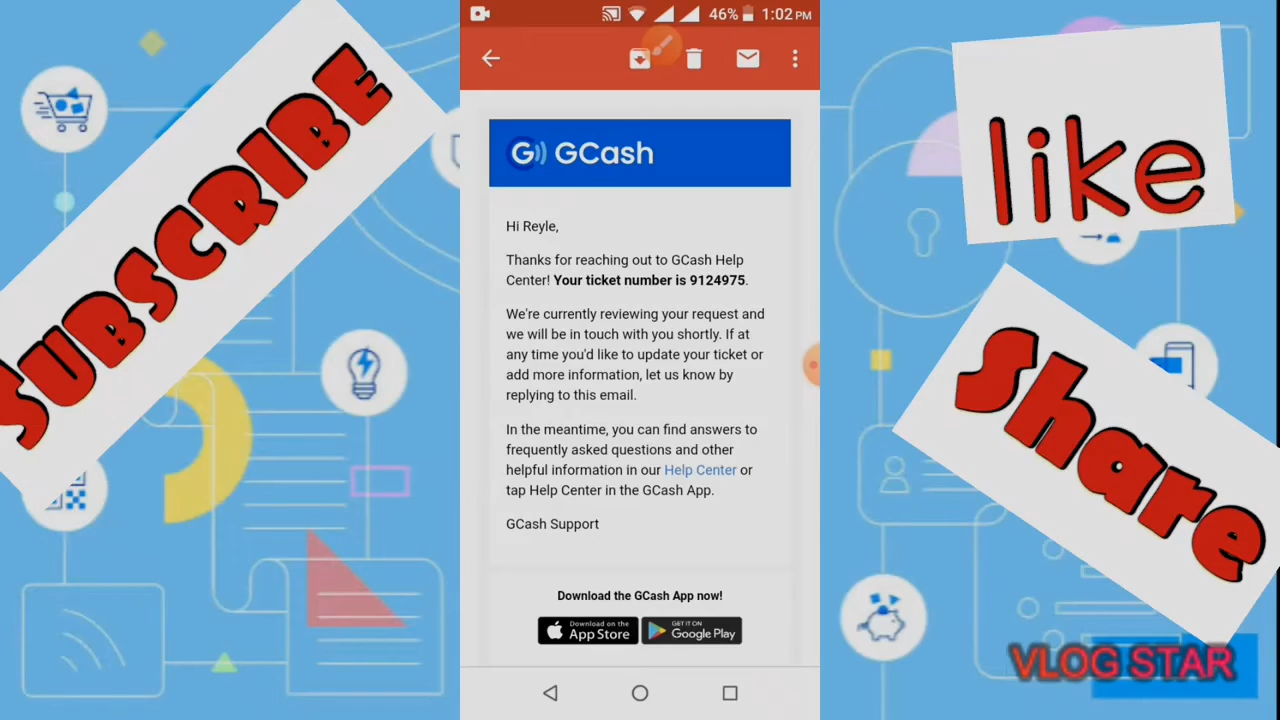 SUBSCRIBE
46% 1:02 PM
G)) GCash
Hi Reyle,
Thanks for reaching out to GCash Help
Center! Your ticket number is 9124975.
We're currently reviewing your request and
we will be in touch with you shortly. If at
any time you'd like to update your ticket or
add more information, let us know by
replying to this email.
In the meantime, you can find answers to
frequently asked questions and other
helpful information in our Help Center or
tap Help Center in the GCash App.
GCash Support
Download the GCash App now!
Download on the
App Store
GET IT ON
Google Play
like
Share
VLOG STAR